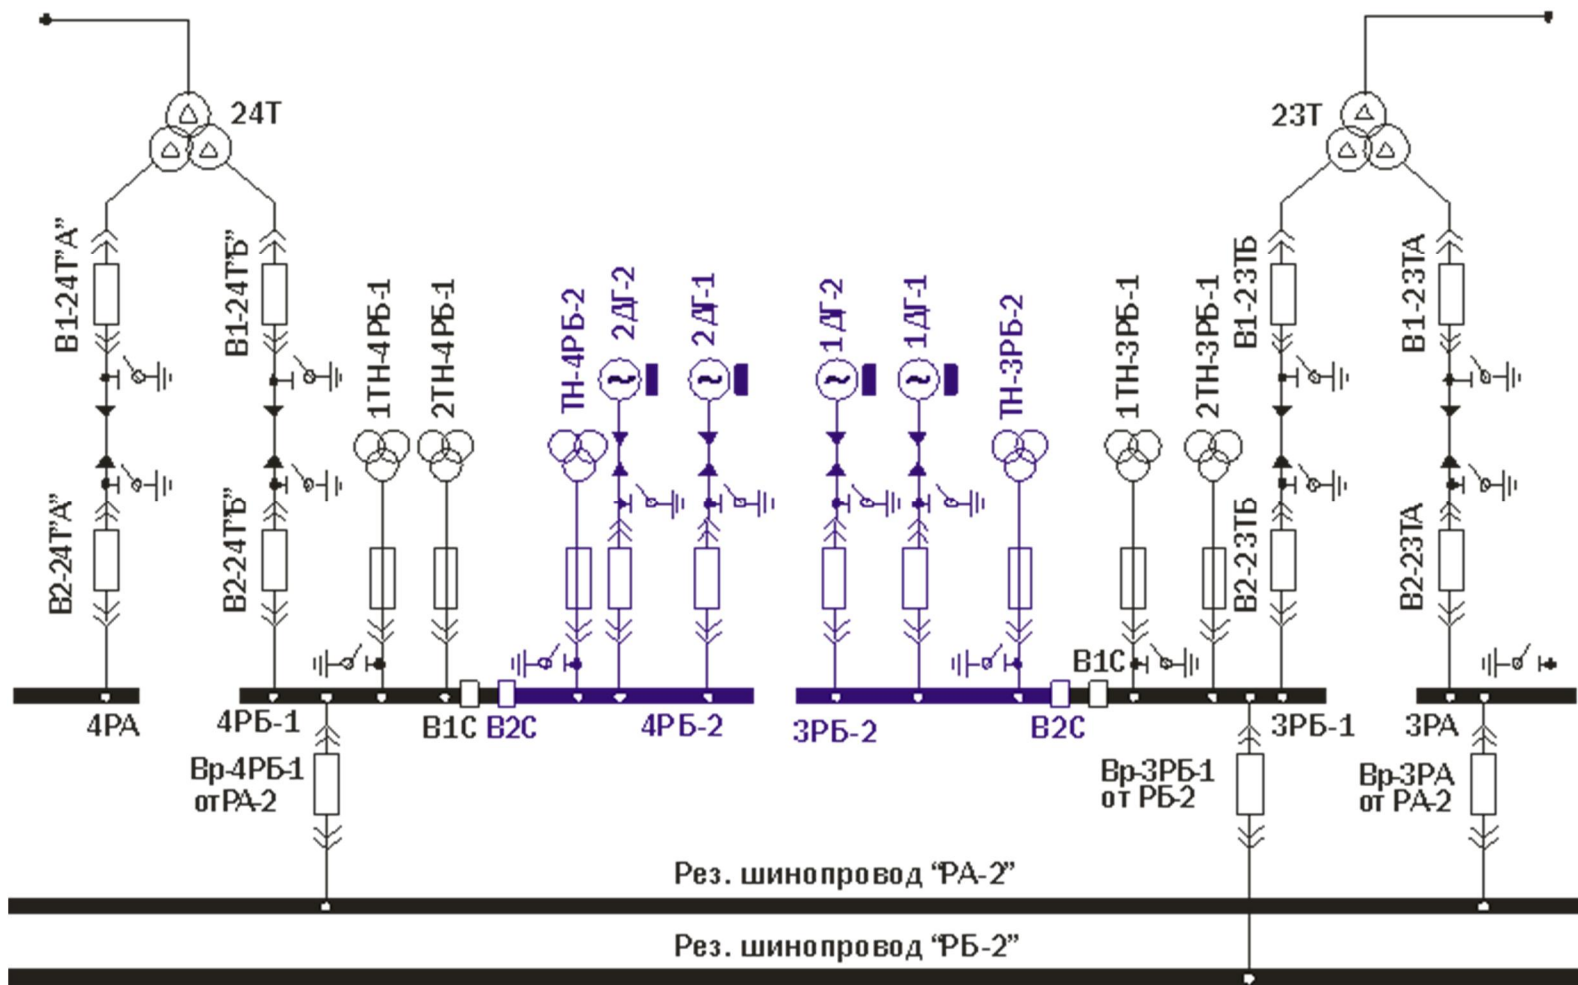 24Т
23Т
В1-24Т"А"
В1-24Т"Б"
1ТН-4РБ-1
2ТН-4РБ-1
ТН-4РБ-2
2ДГ-2
2ДГ-1
1ДГ-2
1ДГ-1
ТН-3РБ-2
1ТН-3РБ-1
2ТН-3РБ-1
В1-23ТБ
В1-23ТА
В2-24Т"А"
В2-24Т"Б"
В2-23ТБ
В2-23ТА
В1С
4РА
4РБ-1
В1С
В2С
4РБ-2
3РБ-2
В2С
3РБ-1
3РА
Вр-4РБ-1
от РА-2
Вр-3РБ-1
от РБ-2
Вр-3РА
от РА-2
Рез. шинопровод "РА-2"
Рез. шинопровод "РБ-2"